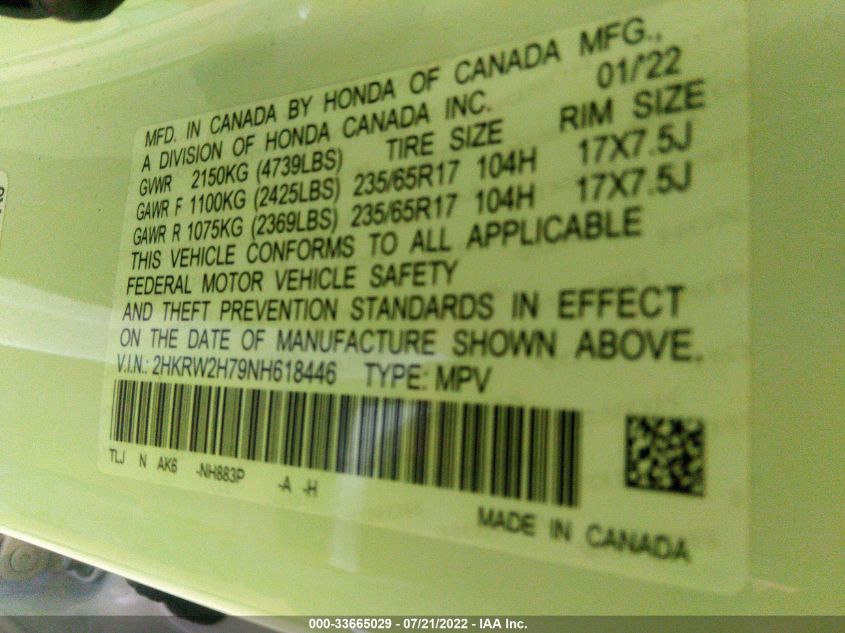 MFD. IN CANADA BY HONDA OF CANADA MFG.,
A DIVISION OF HONDA CANADA INC. 01/'22
GVWR 2150KG (4739LBS) TIRE SIZE RIM SIZE
GAWR F 1100KG (2425LBS) 235/65R17 104H 17X7.5J
GAWR R 1075KG (2369LBS) 235/65R17 104H 17X7.5J
THIS VEHICLE CONFORMS TO ALL APPLICABLE
FEDERAL MOTOR VEHICLE SAFETY
AND THEFT PREVENTION STANDARDS IN EFFECT
ON THE DATE OF MANUFACTURE SHOWN ABOVE.
V.I.N.: 2HKRW2H79NH618446 TYPE: MPV
TLJ N AK6 -NH883P -A -H
MADE IN CANADA
000-33665029 - 07/21/2022 - IAA Inc.